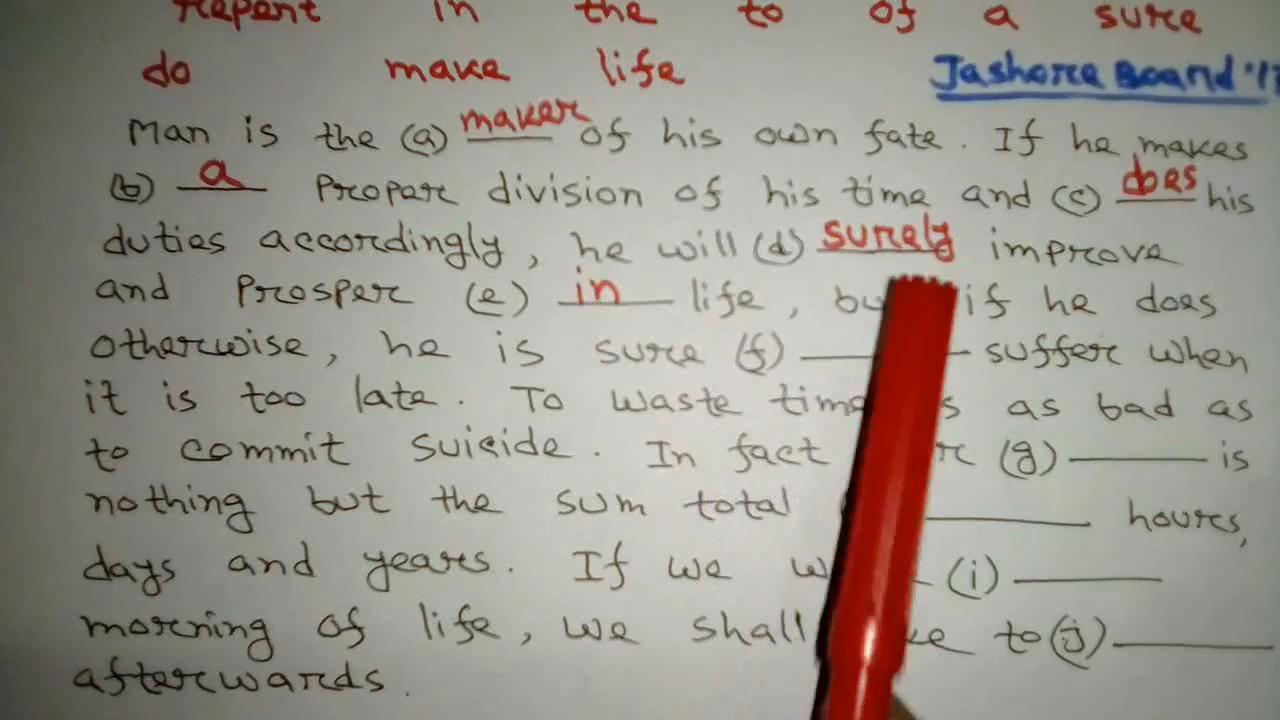 repent in the to of a sure
do make life Jashore Board '17
Man is the (a) maker of his own fate. If he makes
(b) a Propar division of his time and (c) does his
duties accordingly, he will (d) surely improve
and Prosper (e) in life, if he does
otherwise, he is sure (f) suffer when
it is too late. To waste as bad as
to commit suicide. In fact (g) is
nothing but the sum total hours,
days and years. If we (i)
morning of life, we shall to (j)
afterwards.